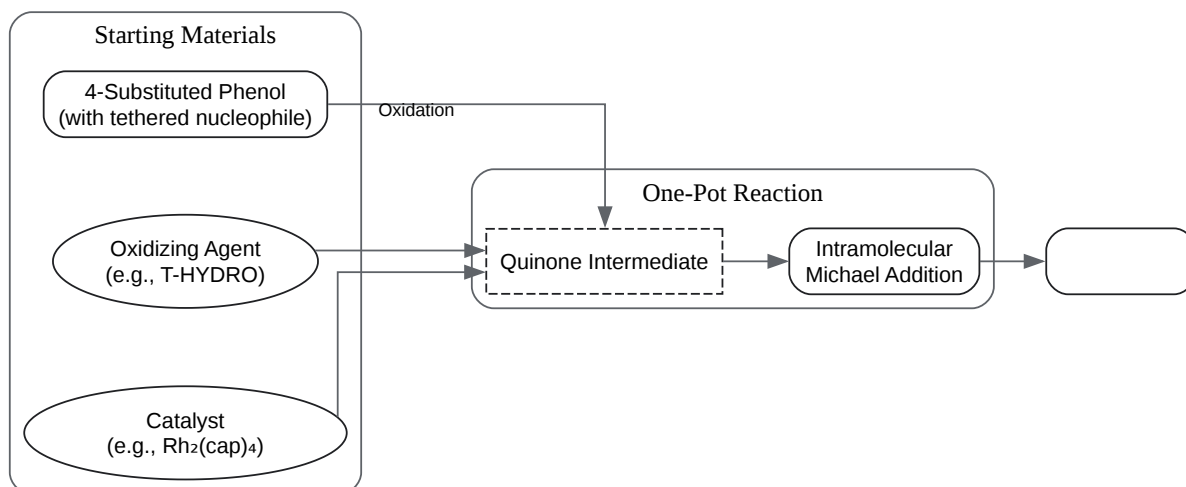 Starting Materials
4-Substituted Phenol
(with tethered nucleophile)
Oxidation
One-Pot Reaction
Oxidizing Agent
(e.g., T-HYDRO)
Quinone Intermediate
Intramolecular
Michael Addition
Catalyst
(e.g., Rh₂(cap)₄)